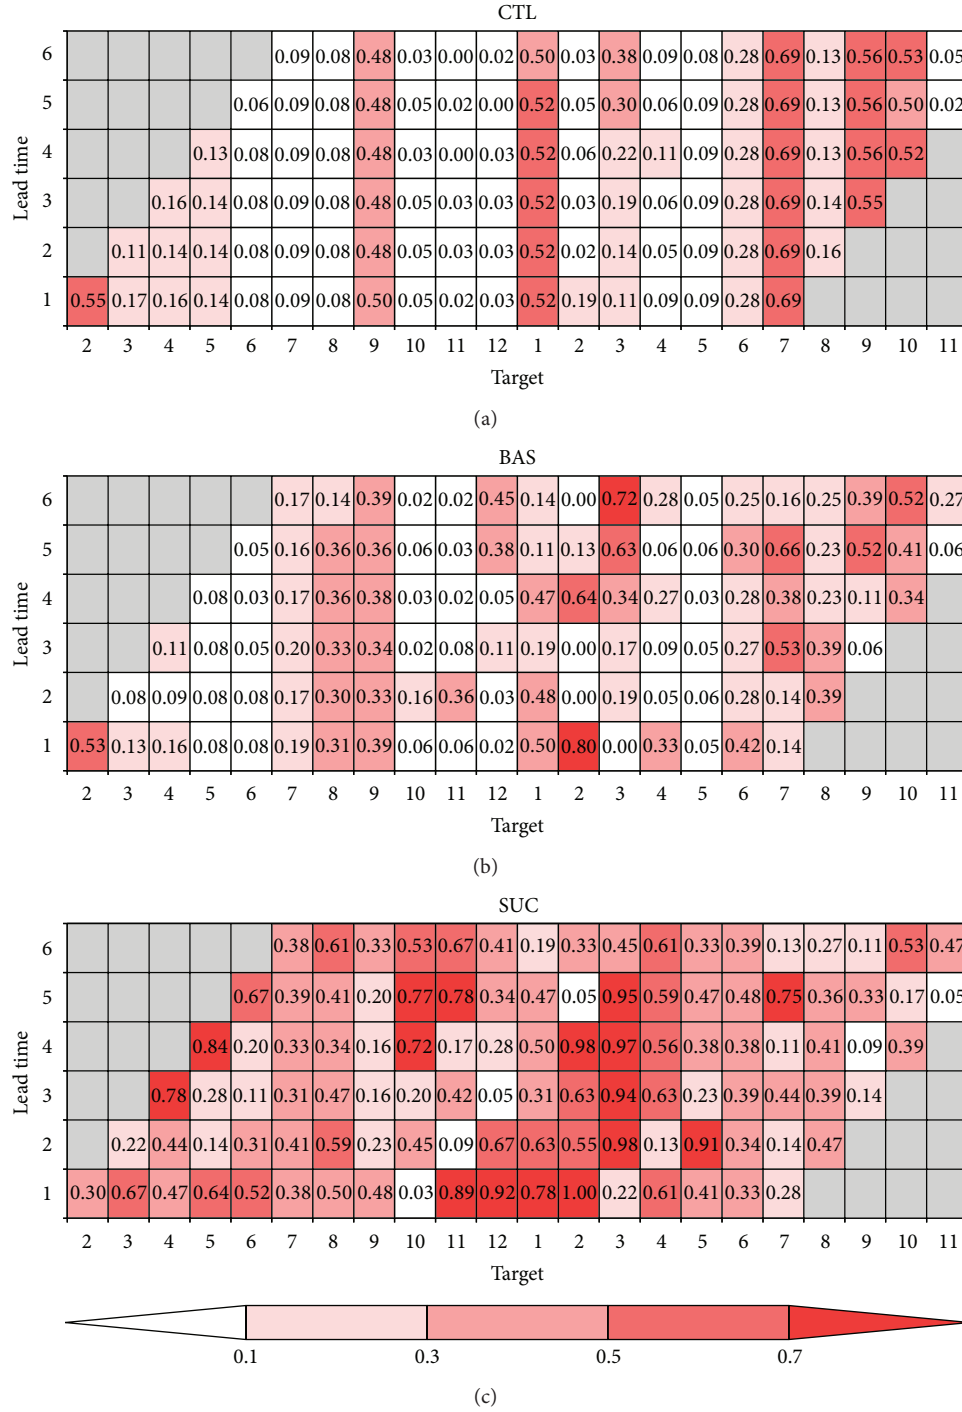 CTL
6 0.09 0.08 0.48 0.03 0.00 0.02 0.50 0.03 0.38 0.09 0.08 0.28 0.69 0.13 0.56 0.53 0.05
5 0.06 0.09 0.08 0.48 0.05 0.02 0.00 0.52 0.05 0.30 0.06 0.09 0.28 0.69 0.13 0.56 0.50 0.02
4 0.13 0.08 0.09 0.08 0.48 0.03 0.00 0.03 0.52 0.06 0.22 0.11 0.09 0.28 0.69 0.13 0.56 0.52
3 0.16 0.14 0.08 0.09 0.08 0.48 0.05 0.03 0.03 0.52 0.03 0.19 0.06 0.09 0.28 0.69 0.14 0.55
2 0.11 0.14 0.14 0.08 0.09 0.08 0.48 0.05 0.03 0.03 0.52 0.02 0.14 0.05 0.09 0.28 0.69 0.16
1 0.55 0.17 0.16 0.14 0.08 0.09 0.08 0.50 0.05 0.02 0.03 0.52 0.19 0.11 0.09 0.09 0.28 0.69
Lead time
2 3 4 5 6 7 8 9 10 11 12 1 2 3 4 5 6 7 8 9 10 11
Target
(a)
BAS
6 0.17 0.14 0.39 0.02 0.02 0.45 0.14 0.00 0.72 0.28 0.05 0.25 0.16 0.25 0.39 0.52 0.27
5 0.05 0.16 0.36 0.36 0.06 0.03 0.38 0.11 0.13 0.63 0.06 0.06 0.30 0.66 0.23 0.52 0.41 0.06
4 0.08 0.03 0.17 0.36 0.38 0.03 0.02 0.05 0.47 0.64 0.34 0.27 0.03 0.28 0.38 0.23 0.11 0.34
3 0.11 0.08 0.05 0.20 0.33 0.34 0.02 0.08 0.11 0.19 0.00 0.17 0.09 0.05 0.27 0.53 0.39 0.06
2 0.08 0.09 0.08 0.08 0.17 0.30 0.33 0.16 0.36 0.03 0.48 0.00 0.19 0.05 0.06 0.28 0.14 0.39
1 0.53 0.13 0.16 0.08 0.08 0.19 0.31 0.39 0.06 0.06 0.02 0.50 0.80 0.00 0.33 0.05 0.42 0.14
Lead time
2 3 4 5 6 7 8 9 10 11 12 1 2 3 4 5 6 7 8 9 10 11
Target
(b)
SUC
6 0.38 0.61 0.33 0.53 0.67 0.41 0.19 0.33 0.45 0.61 0.33 0.39 0.13 0.27 0.11 0.53 0.47
5 0.67 0.39 0.41 0.20 0.77 0.78 0.34 0.47 0.05 0.95 0.59 0.47 0.48 0.75 0.36 0.33 0.17 0.05
4 0.84 0.20 0.33 0.34 0.16 0.72 0.17 0.28 0.50 0.98 0.97 0.56 0.38 0.38 0.11 0.41 0.09 0.39
3 0.78 0.28 0.11 0.31 0.47 0.16 0.20 0.42 0.05 0.31 0.63 0.94 0.63 0.23 0.39 0.44 0.39 0.14
2 0.22 0.44 0.14 0.31 0.41 0.59 0.23 0.45 0.09 0.67 0.63 0.55 0.98 0.13 0.91 0.34 0.14 0.47
1 0.30 0.67 0.47 0.64 0.52 0.38 0.50 0.48 0.03 0.89 0.92 0.78 1.00 0.22 0.61 0.41 0.33 0.28
Lead time
2 3 4 5 6 7 8 9 10 11 12 1 2 3 4 5 6 7 8 9 10 11
Target
0.1 0.3 0.5 0.7
(c)